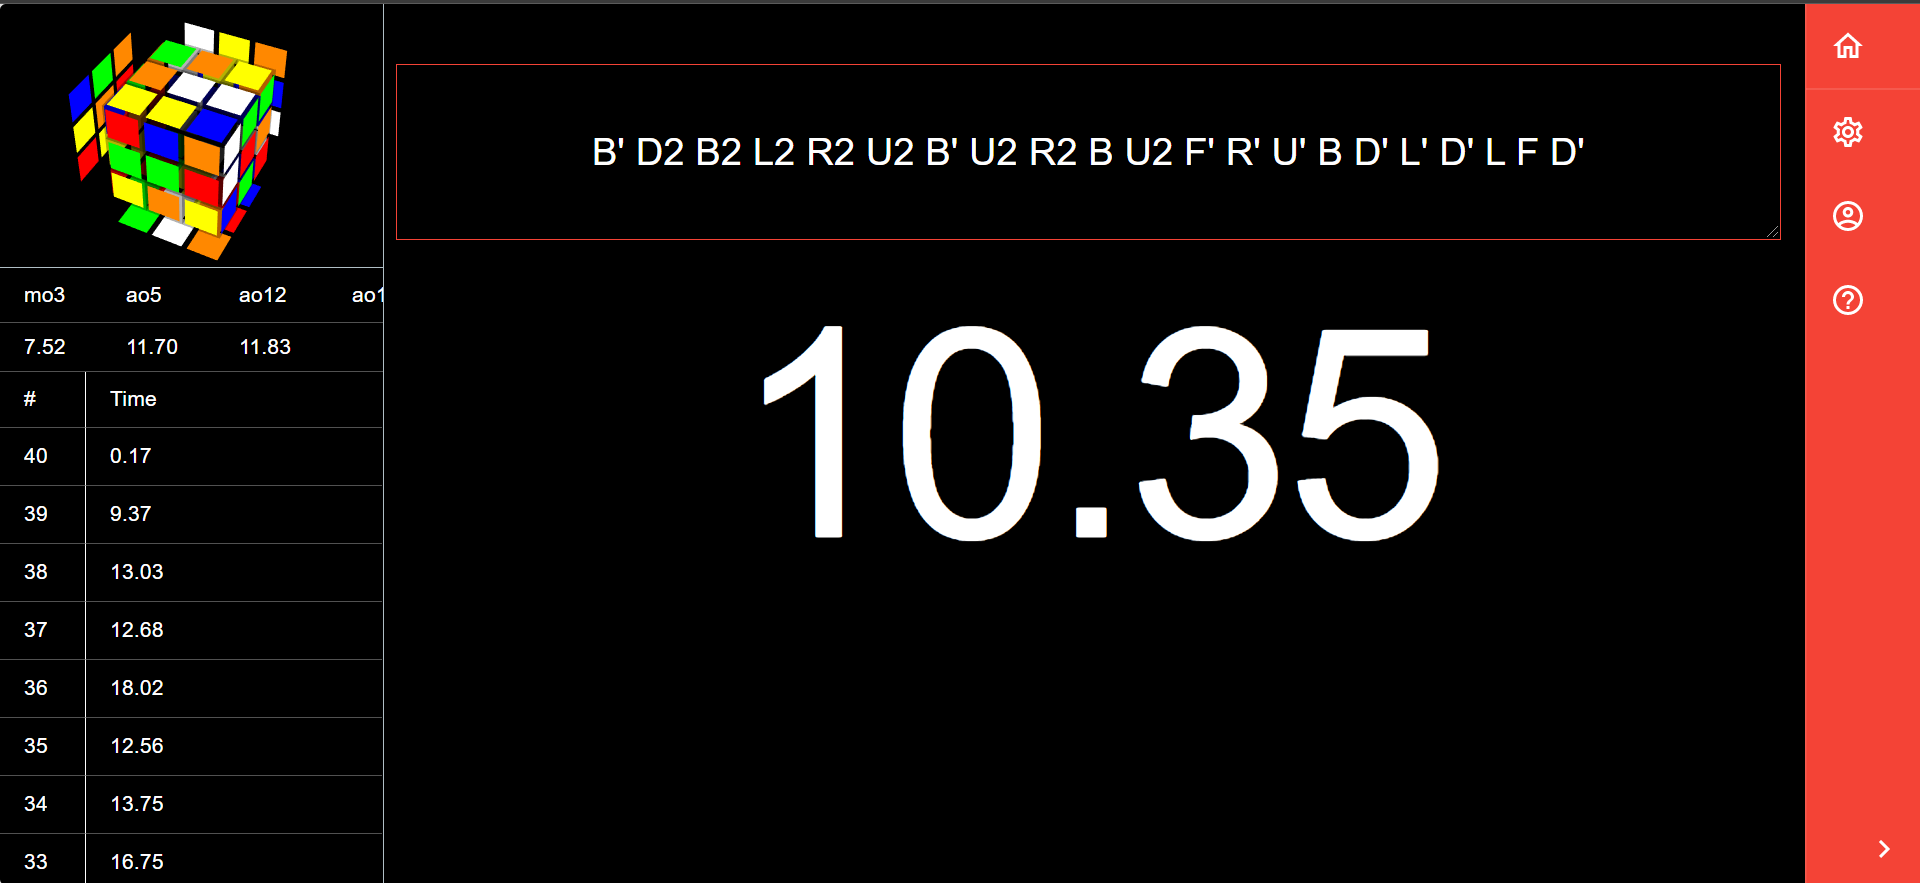 B' D2 B2 L2 R2 U2 B' U2 R2 B U2 F' R' U' B D' L' D' L F D'
10.35
mo3 ao5 ao12 ao1
7.52 11.70 11.83
# Time
40 0.17
39 9.37
38 13.03
37 12.68
36 18.02
35 12.56
34 13.75
33 16.75